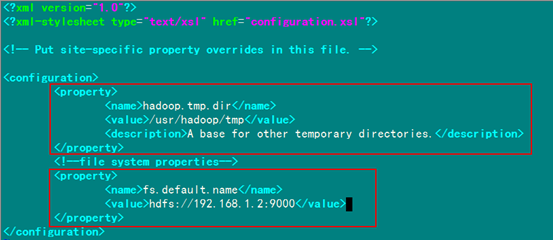 <?xml version="1.0"?>
<?xml-stylesheet type="text/xsl" href="configuration.xsl"?>
<!-- Put site-specific property overrides in this file. -->
<configuration>
<property>
<name>hadoop.tmp.dir</name>
<value>/usr/hadoop/tmp</value>
<description>A base for other temporary directories.</description>
</property>
<!--file system properties-->
<property>
<name>fs.default.name</name>
<value>hdfs://192.168.1.2:9000</value>
</property>
</configuration>